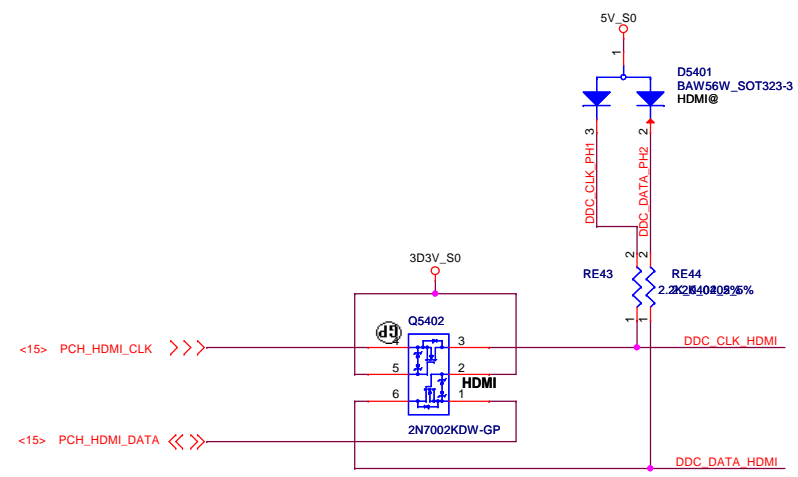 5V_S0
1
D5401
BAW56W_SOT323-3
HDMI@
3
2
DDC_CLK_PH1
DDC_DATA_PH2
3D3V_S0
2
2
RE43
RE44
1
1
Q5402
GP
<15> PCH_HDMI_CLK
4
3
DDC_CLK_HDMI
5
2
HDMI
6
1
2N7002KDW-GP
<15> PCH_HDMI_DATA
DDC_DATA_HDMI